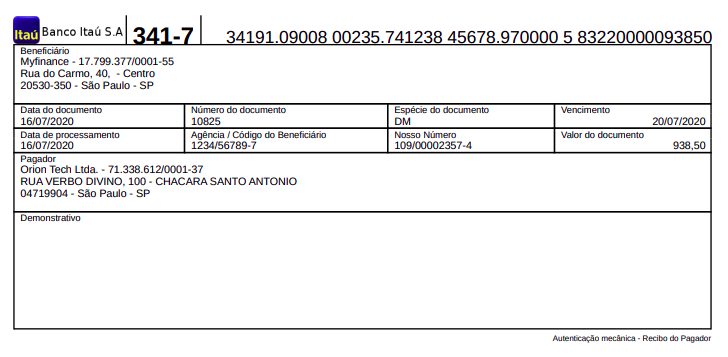 Itaú Banco Itaú S.A 341-7 34191.09008 00235.741238 45678.970000 5 83220000093850
Beneficiário
Myfinance - 17.799.377/0001-55
Rua do Carmo, 40,  - Centro
20530-350 - São Paulo - SP
Data do documento Número do documento Espécie do documento Vencimento
16/07/2020 10825 DM 20/07/2020
Data de processamento Agência / Código do Beneficiário Nosso Número Valor do documento
16/07/2020 1234/56789-7 109/00002357-4 938,50
Pagador
Orion Tech Ltda. - 71.338.612/0001-37
RUA VERBO DIVINO, 100 - CHACARA SANTO ANTONIO
04719904 - São Paulo - SP
Demonstrativo
Autenticação mecânica - Recibo do Pagador